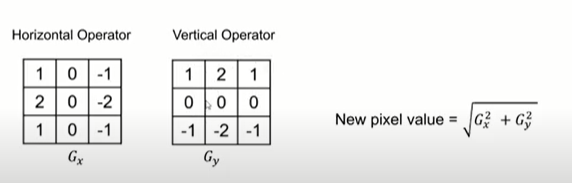 Horizontal Operator
Vertical Operator
1 0 -1
2 0 -2
1 0 -1
Gx
1 2 1
0 0 0
-1 -2 -1
Gy
New pixel value = √(Gx² + Gy²)